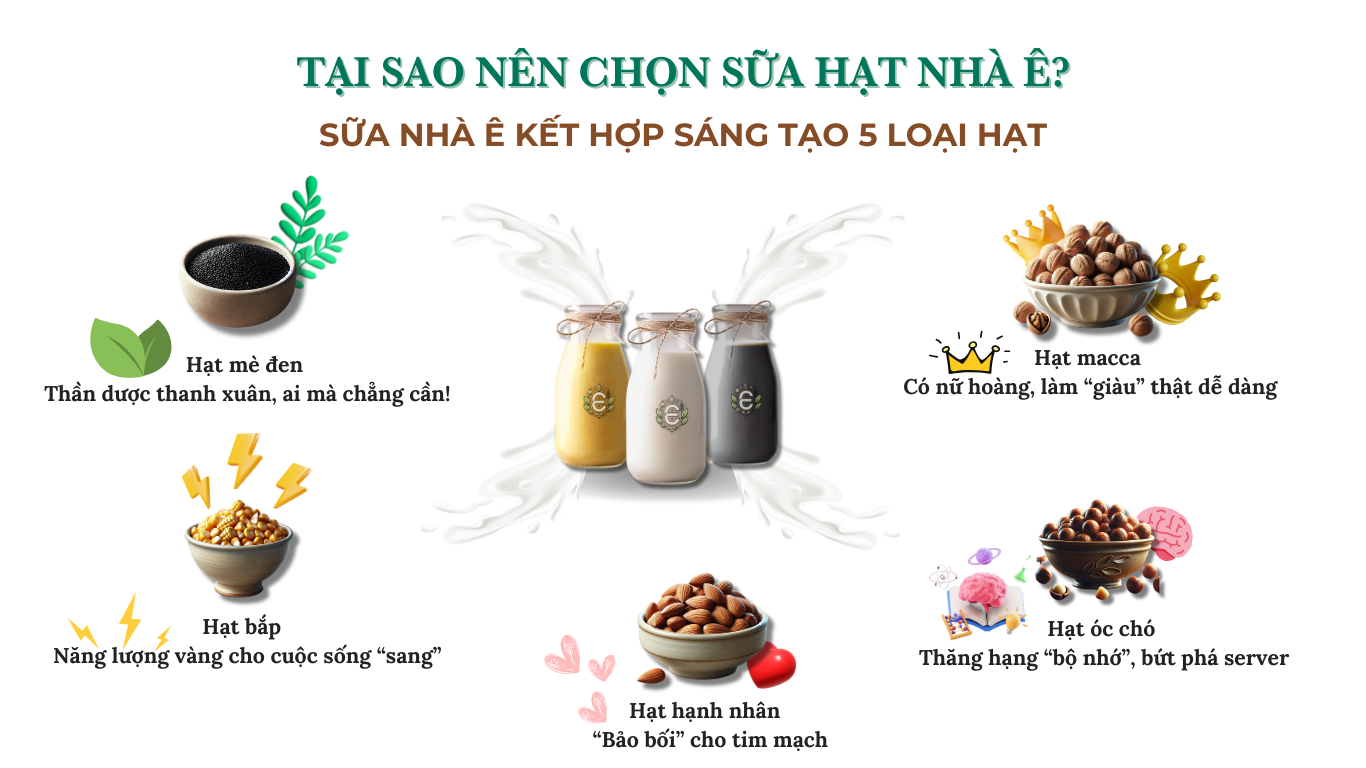 TẠI SAO NÊN CHỌN SỮA HẠT NHÀ Ê?
SỮA NHÀ Ê KẾT HỢP SÁNG TẠO 5 LOẠI HẠT
Hạt mè đen
Thần dược thanh xuân, ai mà chẳng cần!
Hạt macca
Có nữ hoàng, làm “giàu” thật dễ dàng
Hạt bắp
Năng lượng vàng cho cuộc sống “sang”
Hạt óc chó
Thăng hạng “bộ nhớ”, bứt phá server
Hạt hạnh nhân
“Bảo bối” cho tim mạch